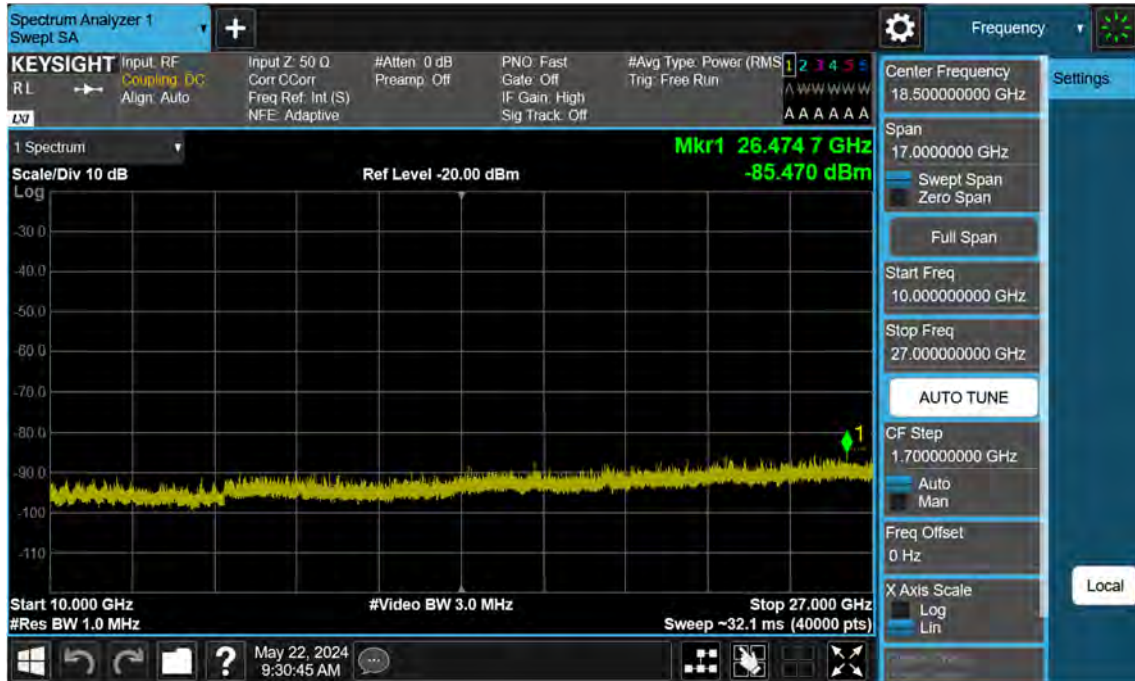 Spectrum Analyzer 1
Swept SA
Frequency
KEYSIGHT
RL
LXI
Input: RF
Coupling: DC
Align: Auto
Input Z: 50 Ω
Corr CCorr
Freq Ref: Int (S)
NFE: Adaptive
#Atten: 0 dB
Preamp: Off
PNO: Fast
Gate: Off
IF Gain: High
Sig Track: Off
#Avg Type: Power (RMS
Trig: Free Run
1 2 3 4 5 6
A W W W W W
A A A A A A
1 Spectrum
Scale/Div 10 dB
Ref Level -20.00 dBm
Mkr1 26.474 7 GHz
-85.470 dBm
Log
-30.0
-40.0
-50.0
-60.0
-70.0
-80.0
-90.0
-100
-110
1
Start 10.000 GHz
#Video BW 3.0 MHz
Stop 27.000 GHz
#Res BW 1.0 MHz
Sweep ~32.1 ms (40000 pts)
Center Frequency
18.500000000 GHz
Settings
Span
17.0000000 GHz
Swept Span
Zero Span
Full Span
Start Freq
10.000000000 GHz
Stop Freq
27.000000000 GHz
AUTO TUNE
CF Step
1.700000000 GHz
Auto
Man
Freq Offset
0 Hz
X Axis Scale
Log
Lin
Local
?
May 22, 2024
9:30:45 AM